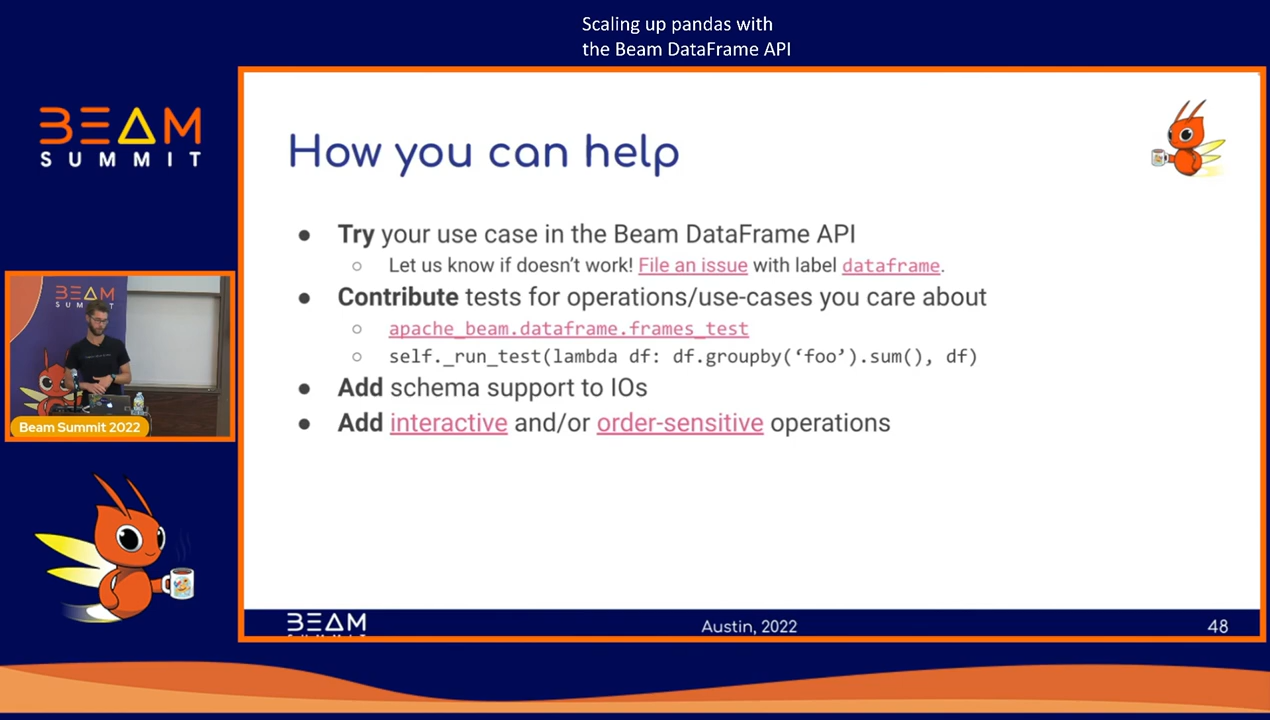 Scaling up pandas with
the Beam DataFrame API
BEAM
SUMMIT
How you can help
● Try your use case in the Beam DataFrame API
○ Let us know if doesn't work! File an issue with label dataframe.
● Contribute tests for operations/use-cases you care about
○ apache_beam.dataframe.frames_test
○ self._run_test(lambda df: df.groupby(‘foo’).sum(), df)
● Add schema support to IOs
● Add interactive and/or order-sensitive operations
BEAM
SUMMIT
Beam Summit 2022
BEAM
Austin, 2022
48